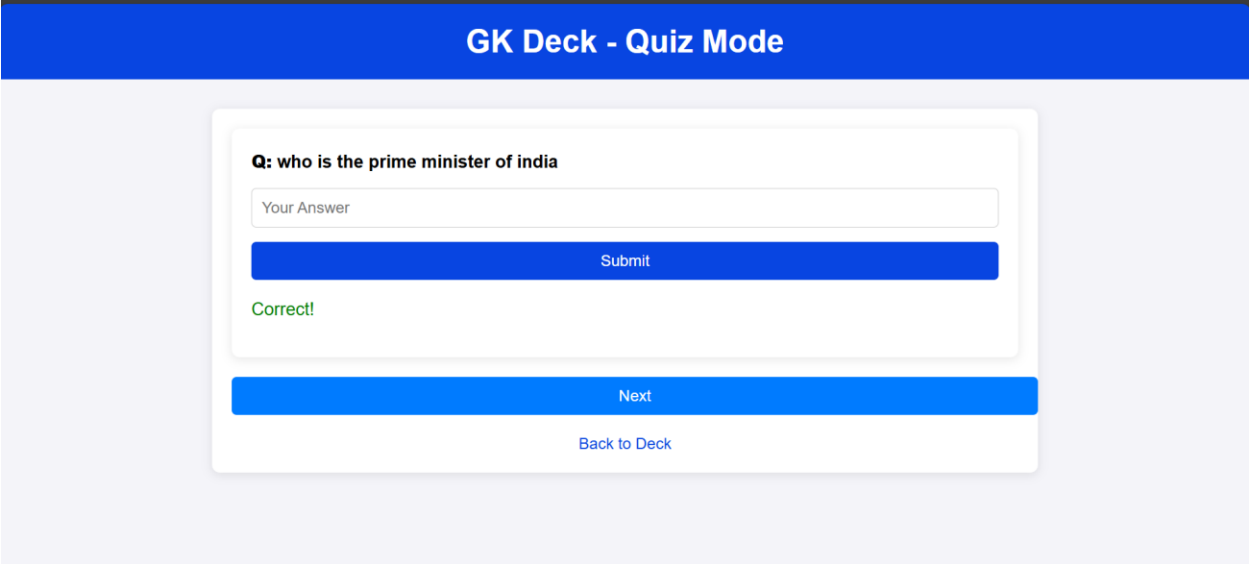 GK Deck - Quiz Mode
Q: who is the prime minister of india
Your Answer
Submit
Correct!
Next
Back to Deck